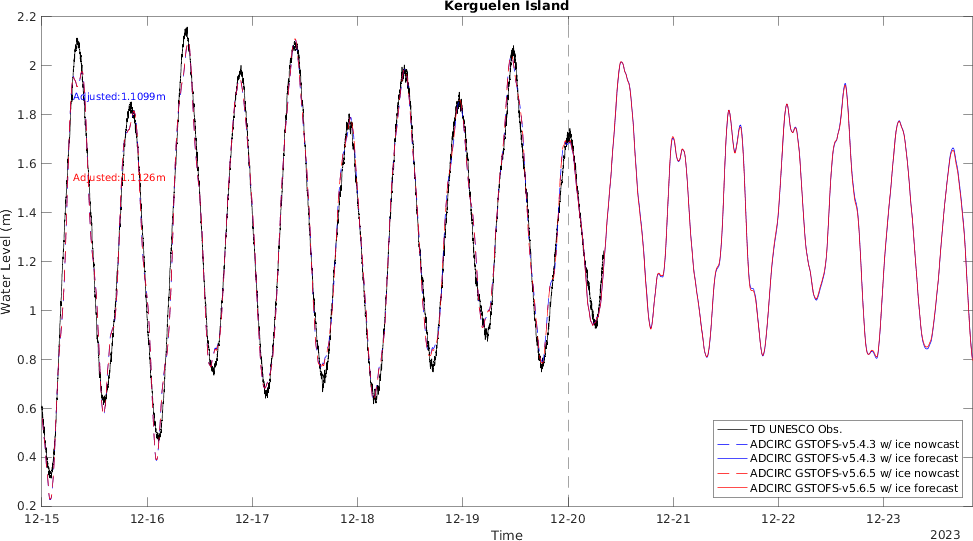 Kerguelen Island
2.2
2
1.8
1.6
1.4
1.2
1
0.8
0.6
0.4
0.2
Water Level (m)
Adjusted:1.1099m
Adjusted:1.1126m
TD UNESCO Obs.
ADCIRC GSTOFS-v5.4.3 w/ ice nowcast
ADCIRC GSTOFS-v5.4.3 w/ ice forecast
ADCIRC GSTOFS-v5.6.5 w/ ice nowcast
ADCIRC GSTOFS-v5.6.5 w/ ice forecast
12-15 12-16 12-17 12-18 12-19 12-20 12-21 12-22 12-23
Time
2023